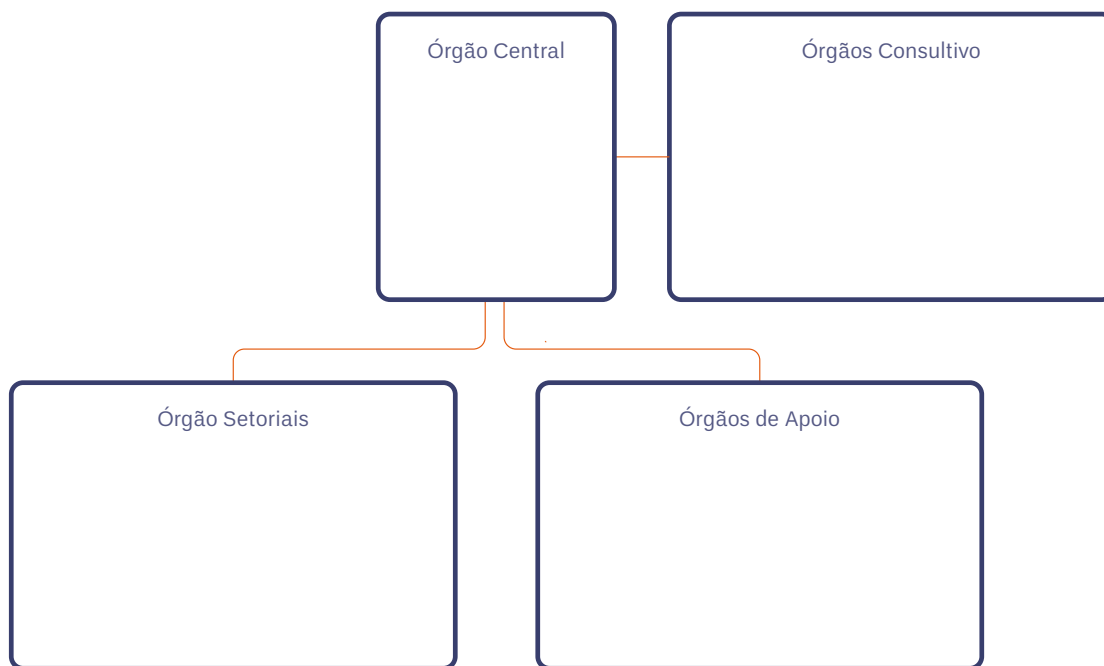 Órgão Central
Órgãos Consultivo
Órgão Setoriais
Órgãos de Apoio